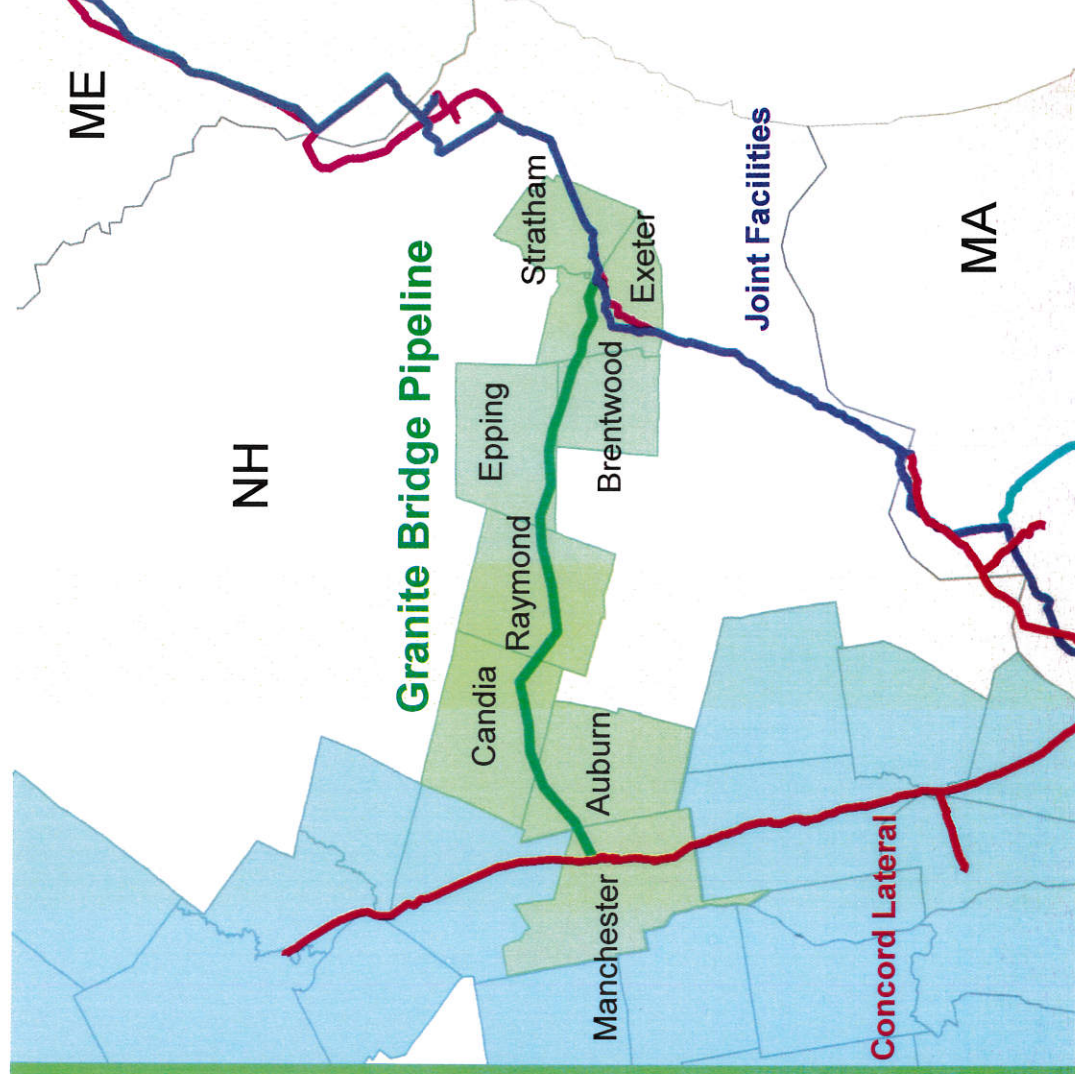 ME
NH
Granite Bridge Pipeline
Candia
Epping
Raymond
Stratham
Auburn
Manchester
Brentwood
Exeter
Joint Facilities
Concord Lateral
MA